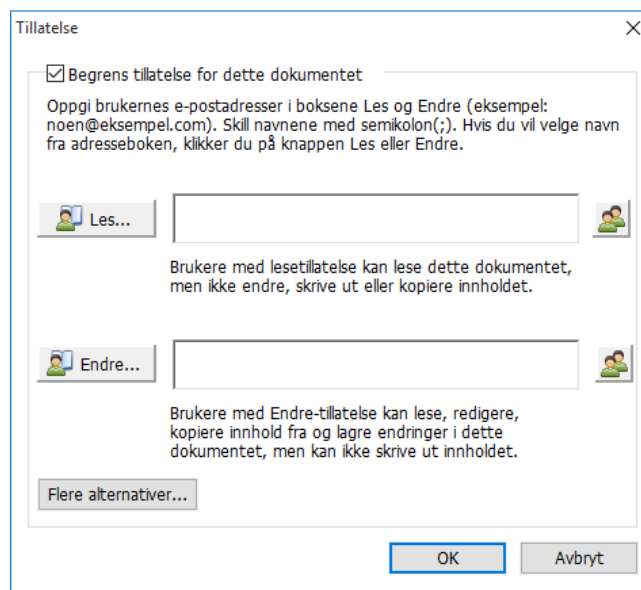 Tillatelse
Begrens tillatelse for dette dokumentet
Oppgi brukernes e-postadresser i boksene Les og Endre (eksempel:
noen@eksempel.com). Skill navnene med semikolon(;). Hvis du vil velge navn
fra adresseboken, klikker du på knappen Les eller Endre.
Les...
Brukere med lesetillatelse kan lese dette dokumentet,
men ikke endre, skrive ut eller kopiere innholdet.
Endre...
Brukere med Endre-tillatelse kan lese, redigere,
kopiere innhold fra og lagre endringer i dette
dokumentet, men kan ikke skrive ut innholdet.
Flere alternativer...
OK
Avbryt